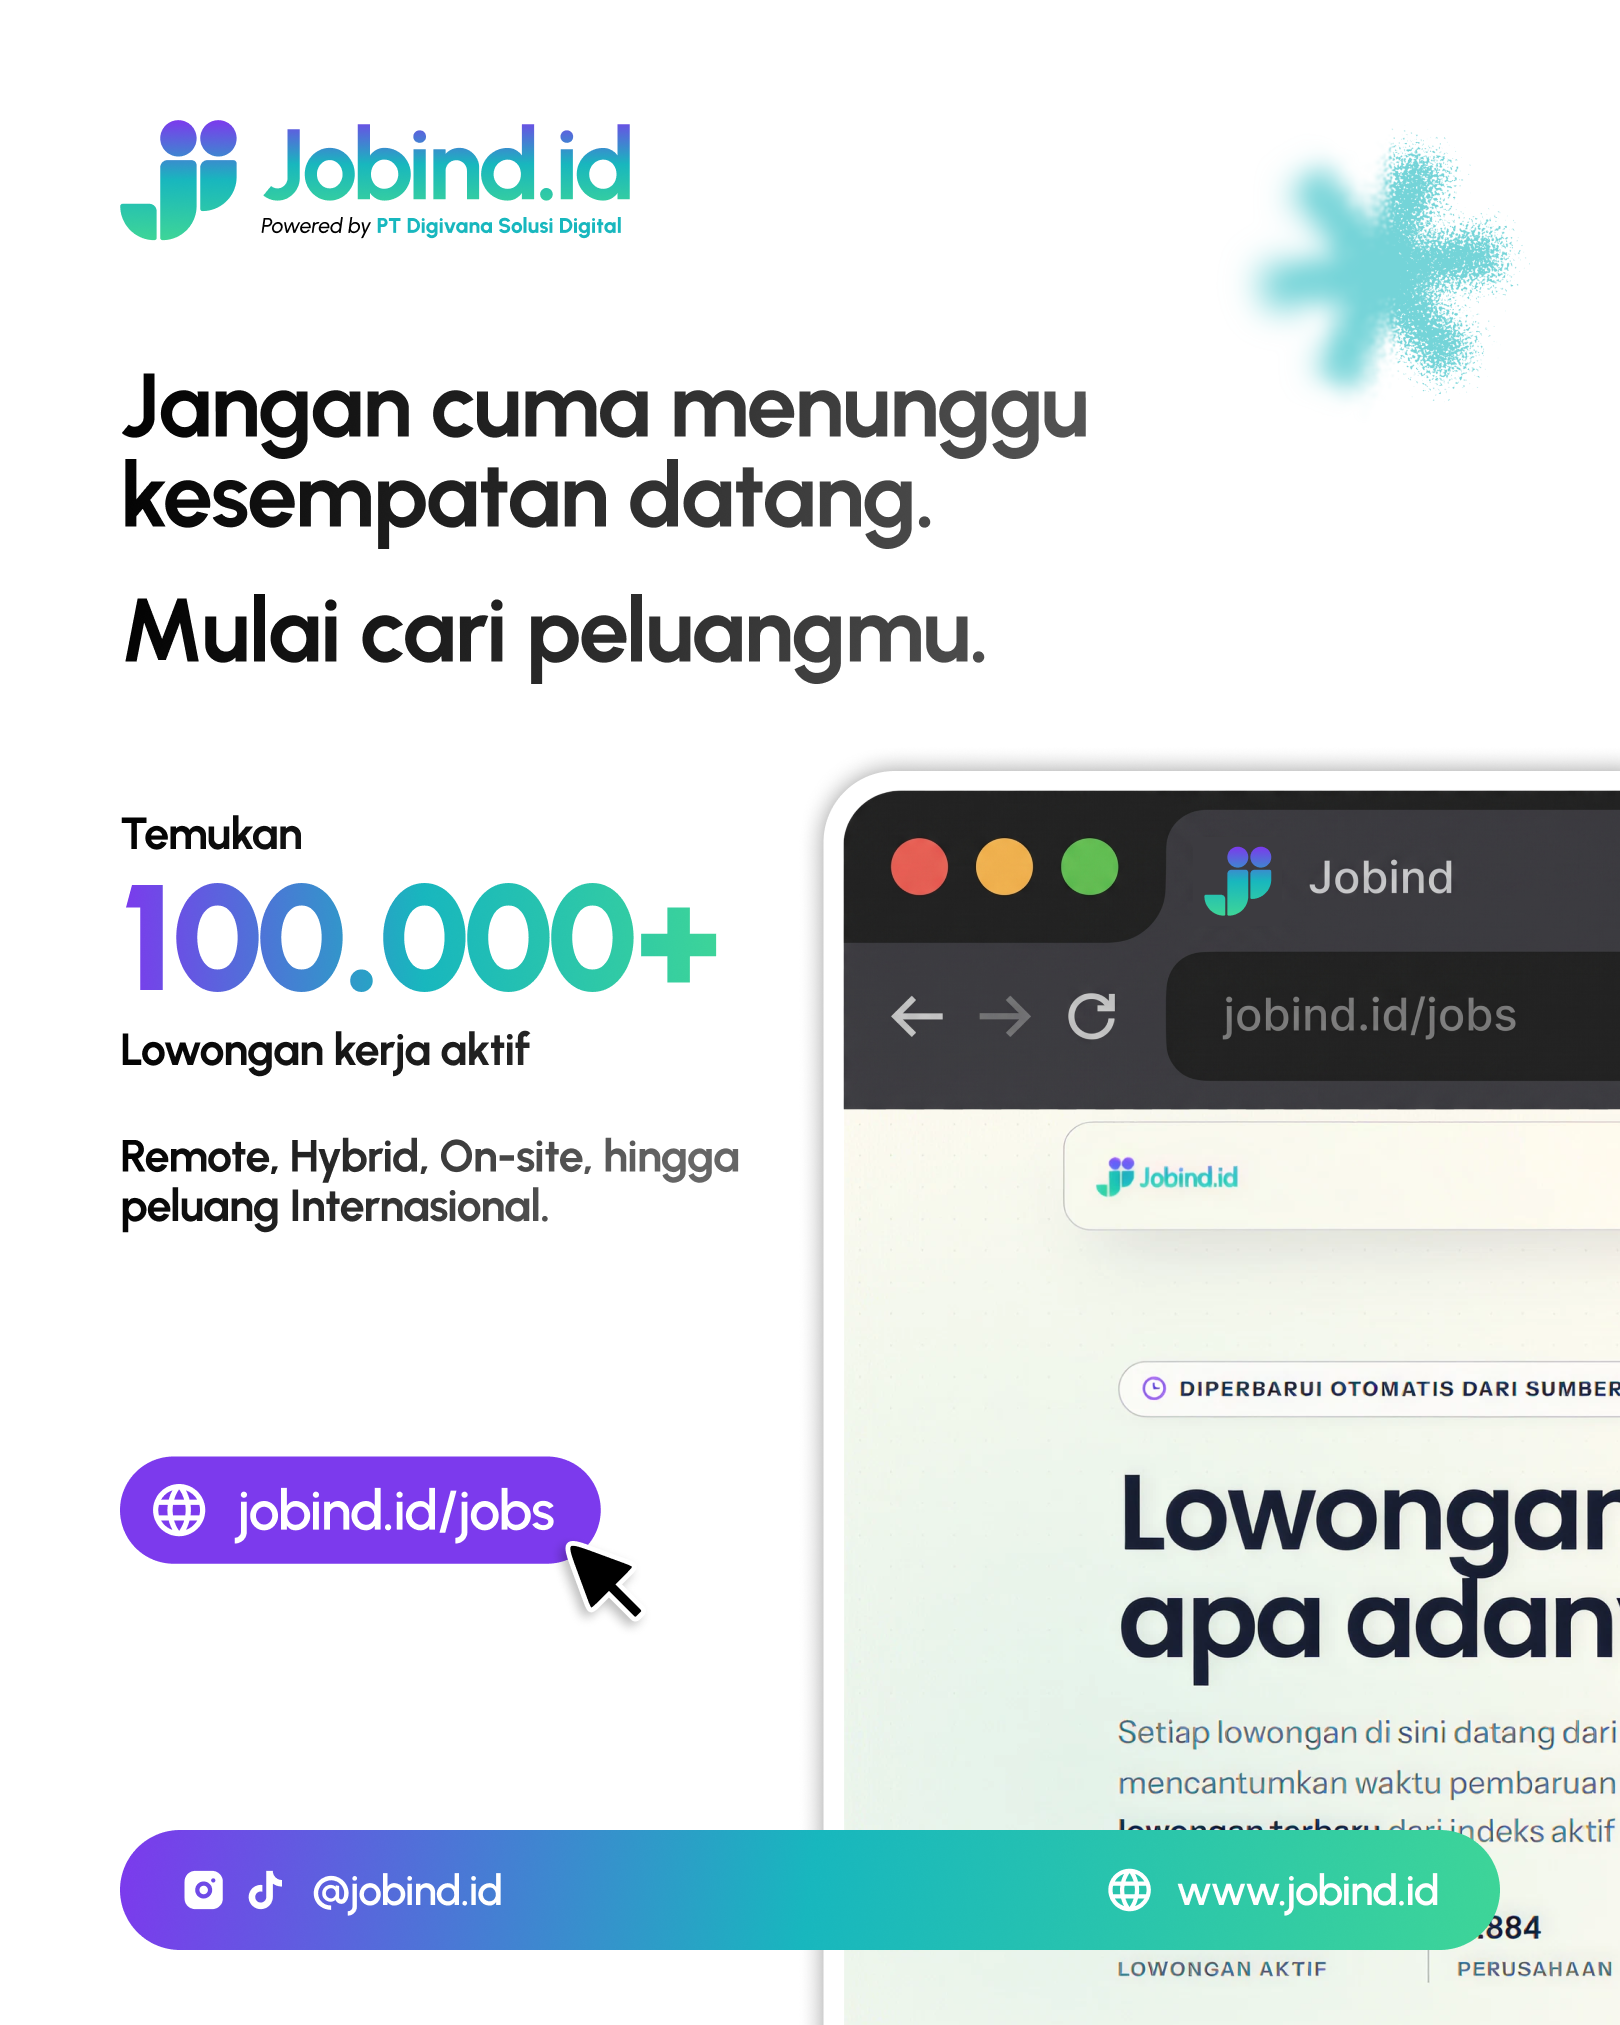 Jobind.id
Powered by PT Digivana Solusi Digital
Jangan cuma menunggu
kesempatan datang.
Mulai cari peluangmu.
Temukan
100.000+
Lowongan kerja aktif
Remote, Hybrid, On-site, hingga
peluang Internasional.
jobind.id/jobs
Jobind
jobind.id/jobs
Jobind.id
DIPERBARUI OTOMATIS DARI SUMBER
Lowongan
apa adany
Setiap lowongan di sini datang dari
mencantumkan waktu pembaruan
lowongan terbaru dari indeks aktif
@jobind.id
www.jobind.id
.884
LOWONGAN AKTIF
PERUSAHAAN